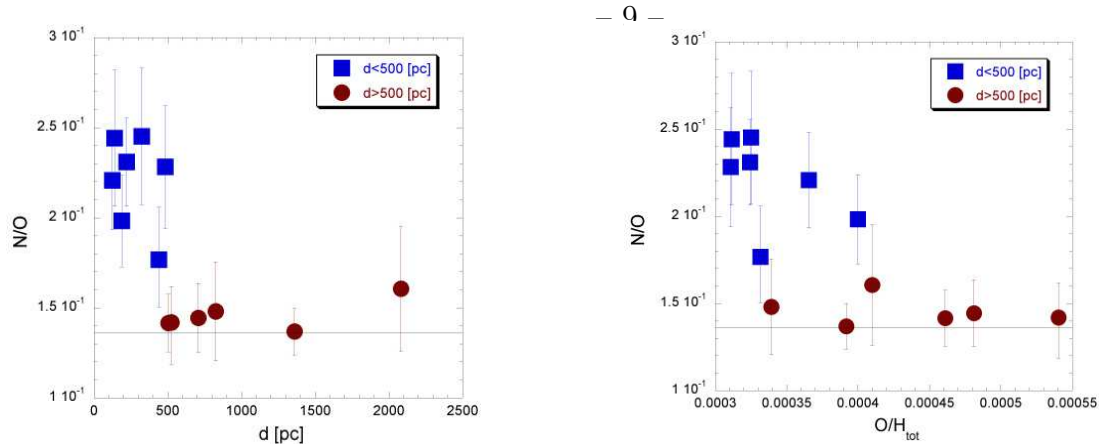 – 9 –
3 10⁻¹
2.5 10⁻¹
2 10⁻¹
1.5 10⁻¹
1 10⁻¹
N/O
d<500 [pc]
d>500 [pc]
0 500 1000 1500 2000 2500
d [pc]
3 10⁻¹
2.5 10⁻¹
2 10⁻¹
1.5 10⁻¹
1 10⁻¹
N/O
d<500 [pc]
d>500 [pc]
0.0003 0.00035 0.0004 0.00045 0.0005 0.00055
O/Htot